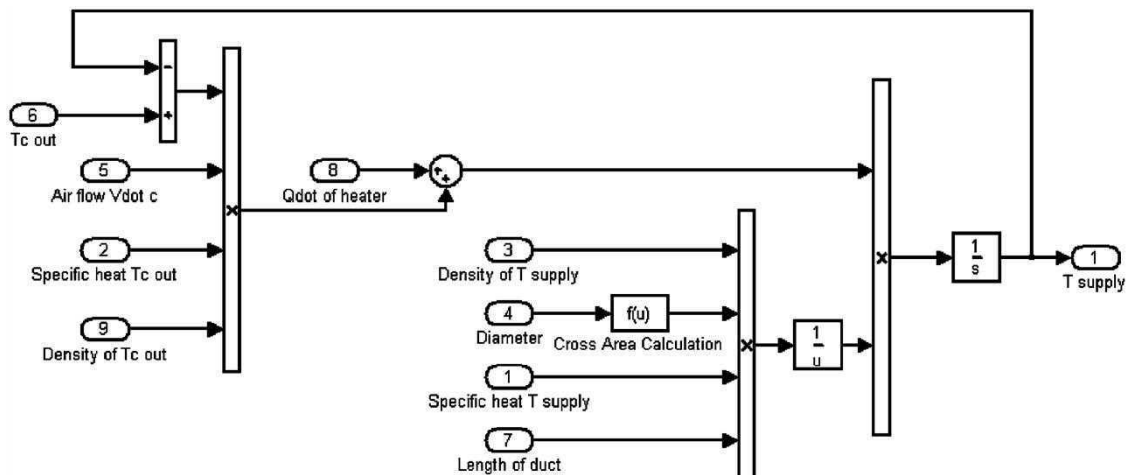 -
+
6
Tc out
5
Air flow Vdot c
2
Specific heat Tc out
9
Density of Tc out
×
8
Qdot of heater
+
+
3
Density of T supply
4
Diameter
f(u)
Cross Area Calculation
1
Specific heat T supply
7
Length of duct
×
1
u
×
1
s
1
T supply